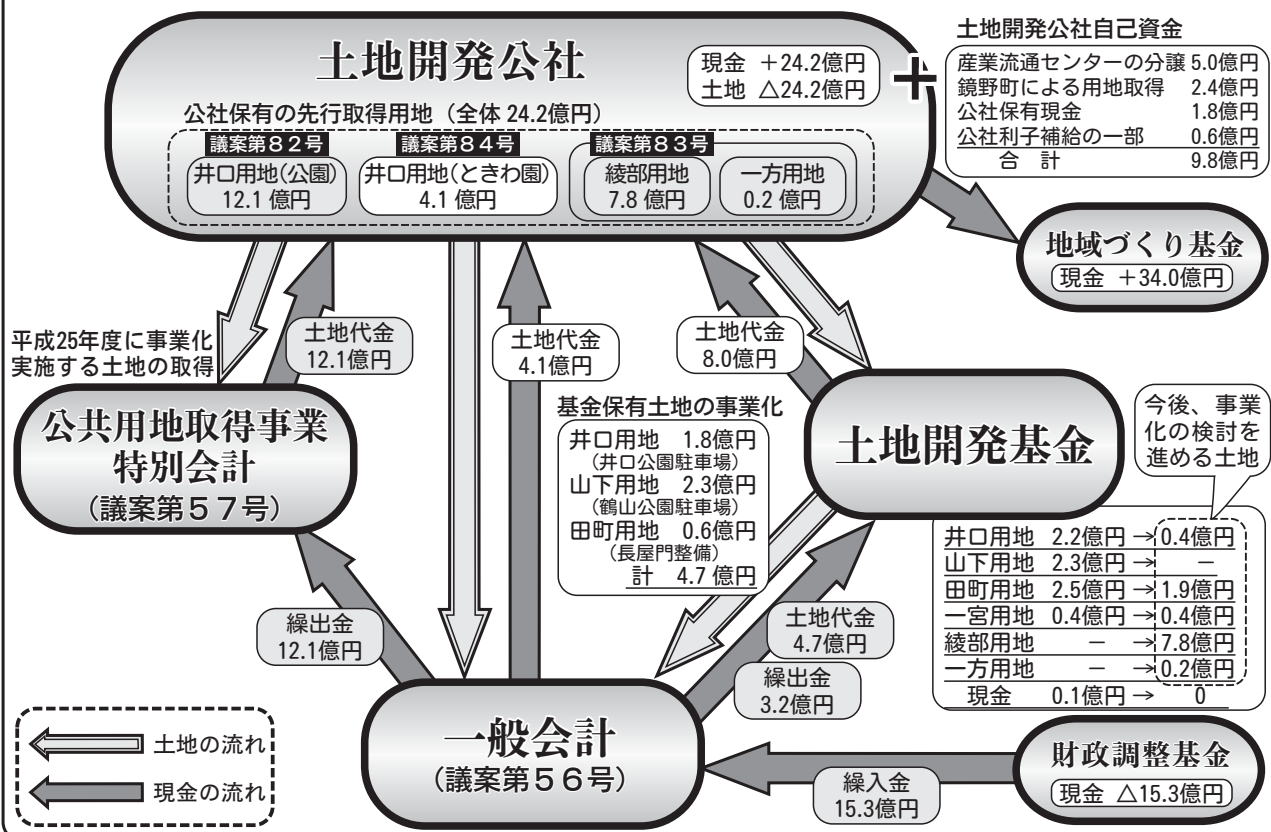 土地開発公社
現金 ＋24.2億円
土地 △24.2億円
＋
土地開発公社自己資金
産業流通センターの分譲 5.0億円
鏡野町による用地取得 2.4億円
公社保有現金 1.8億円
公社利子補給の一部 0.6億円
合 計 9.8億円
公社保有の先行取得用地（全体 24.2億円）
議案第８２号
井口用地(公園)
12.1 億円
議案第８４号
井口用地(ときわ園)
4.1 億円
議案第８３号
綾部用地
7.8 億円
一方用地
0.2 億円
地域づくり基金
現金 ＋34.0億円
平成25年度に事業化
実施する土地の取得
土地代金
12.1億円
土地代金
4.1億円
土地代金
8.0億円
公共用地取得事業
特別会計
(議案第５７号)
基金保有土地の事業化
井口用地 1.8億円
(井口公園駐車場)
山下用地 2.3億円
(鶴山公園駐車場)
田町用地 0.6億円
(長屋門整備)
計 4.7 億円
土地開発基金
今後、事業
化の検討を
進める土地
井口用地 2.2億円→0.4億円
山下用地 2.3億円→ −
田町用地 2.5億円→1.9億円
一宮用地 0.4億円→0.4億円
綾部用地 − →7.8億円
一方用地 − →0.2億円
現金 0.1億円→ 0
繰出金
12.1億円
土地代金
4.7億円
繰出金
3.2億円
一般会計
(議案第５６号)
繰入金
15.3億円
財政調整基金
現金 △15.3億円
土地の流れ
現金の流れ